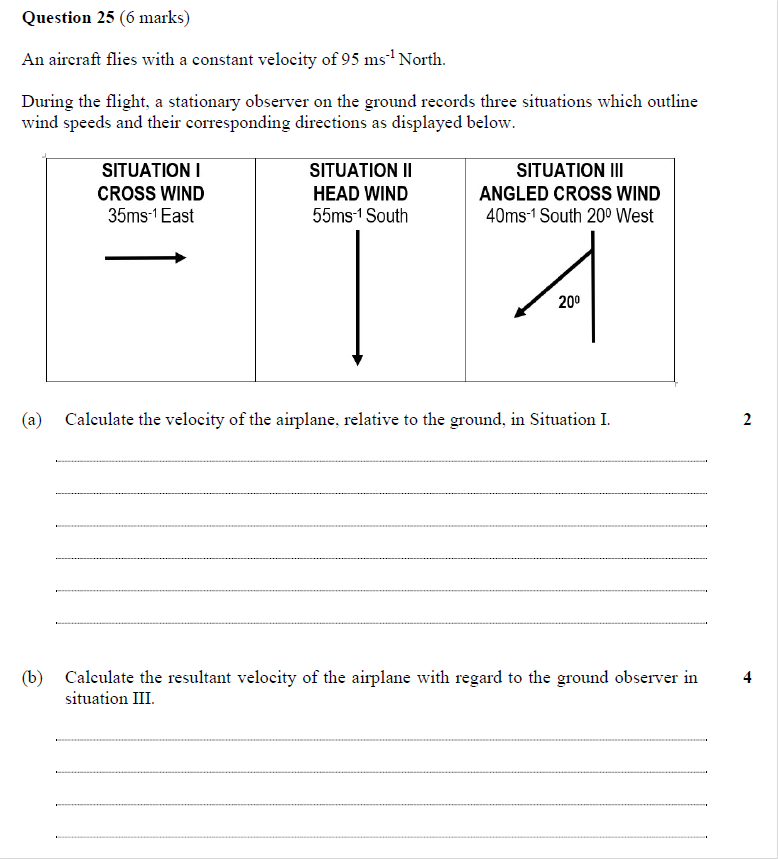 Question 25 (6 marks)
An aircraft flies with a constant velocity of 95 ms-1 North.
During the flight, a stationary observer on the ground records three situations which outline
wind speeds and their corresponding directions as displayed below.
SITUATION I
CROSS WIND
35ms-1 East
SITUATION II
HEAD WIND
55ms-1 South
SITUATION III
ANGLED CROSS WIND
40ms-1 South 20⁰ West
20⁰
(a) Calculate the velocity of the airplane, relative to the ground, in Situation I. 2
(b) Calculate the resultant velocity of the airplane with regard to the ground observer in 4
situation III.